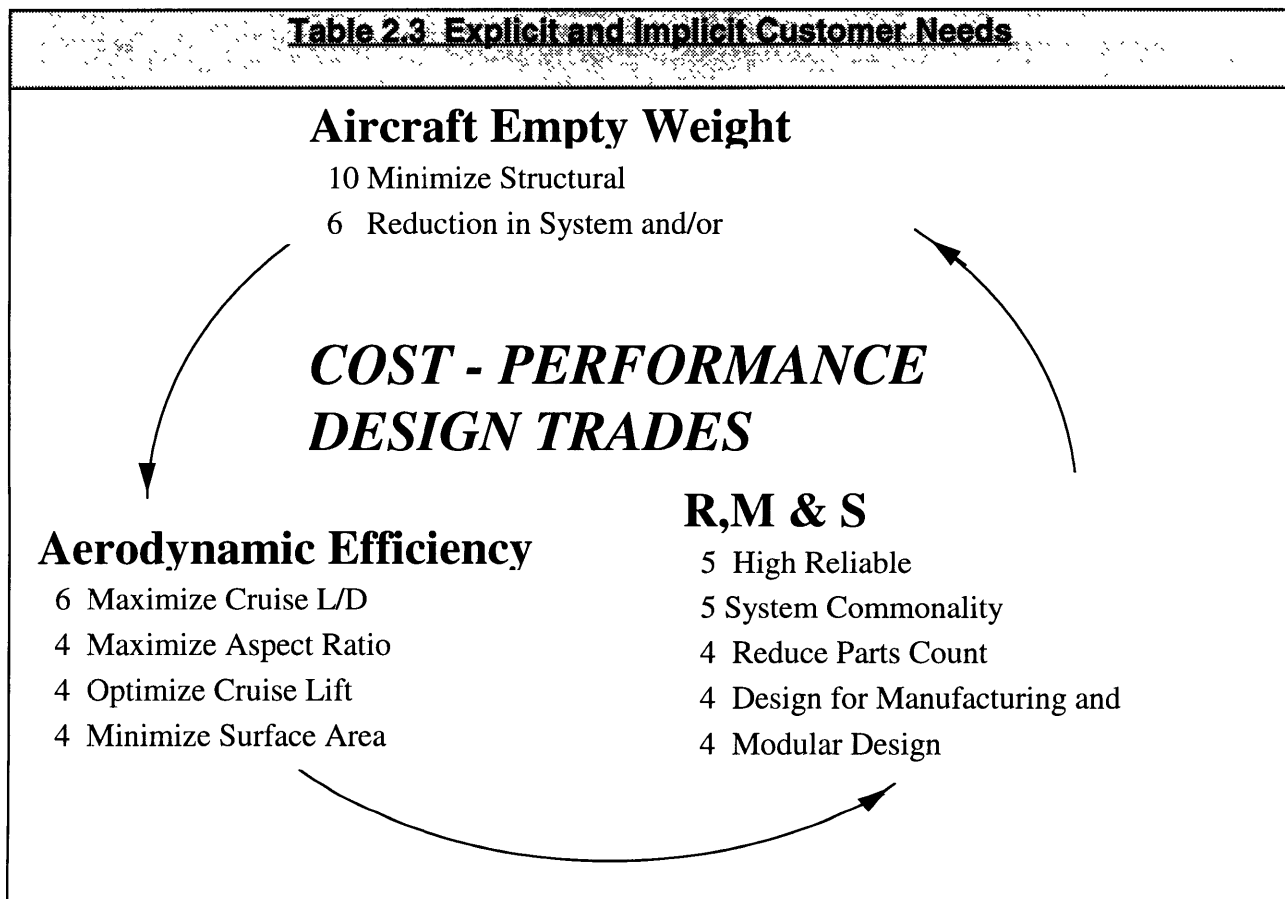 Table 2.3 Explicit and Implicit Customer Needs
Aircraft Empty Weight
10 Minimize Structural
6 Reduction in System and/or
COST - PERFORMANCE
DESIGN TRADES
Aerodynamic Efficiency
6 Maximize Cruise L/D
4 Maximize Aspect Ratio
4 Optimize Cruise Lift
4 Minimize Surface Area
R,M & S
5 High Reliable
5 System Commonality
4 Reduce Parts Count
4 Design for Manufacturing and
4 Modular Design